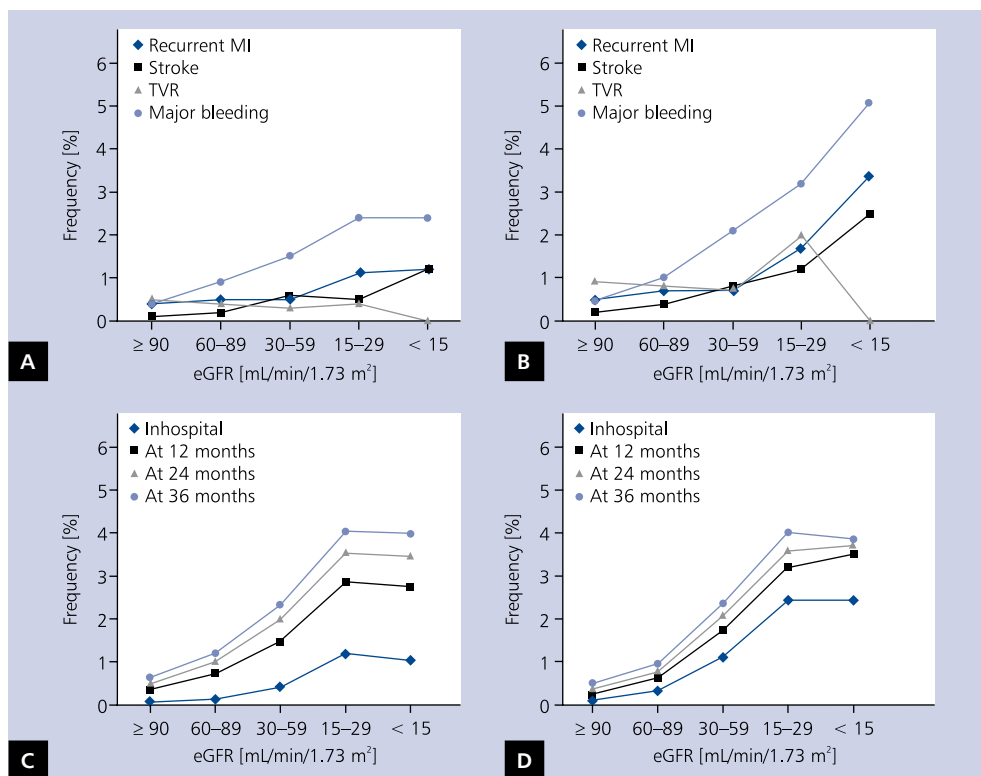 Recurrent MI
Stroke
TVR
Major bleeding
Frequency [%]
6
5
4
3
2
1
0
≥ 90 60–89 30–59 15–29 < 15
eGFR [mL/min/1.73 m²]
A
Recurrent MI
Stroke
TVR
Major bleeding
Frequency [%]
6
5
4
3
2
1
0
≥ 90 60–89 30–59 15–29 < 15
eGFR [mL/min/1.73 m²]
B
Inhospital
At 12 months
At 24 months
At 36 months
Frequency [%]
6
5
4
3
2
1
0
≥ 90 60–89 30–59 15–29 < 15
eGFR [mL/min/1.73 m²]
C
Inhospital
At 12 months
At 24 months
At 36 months
Frequency [%]
6
5
4
3
2
1
0
≥ 90 60–89 30–59 15–29 < 15
eGFR [mL/min/1.73 m²]
D